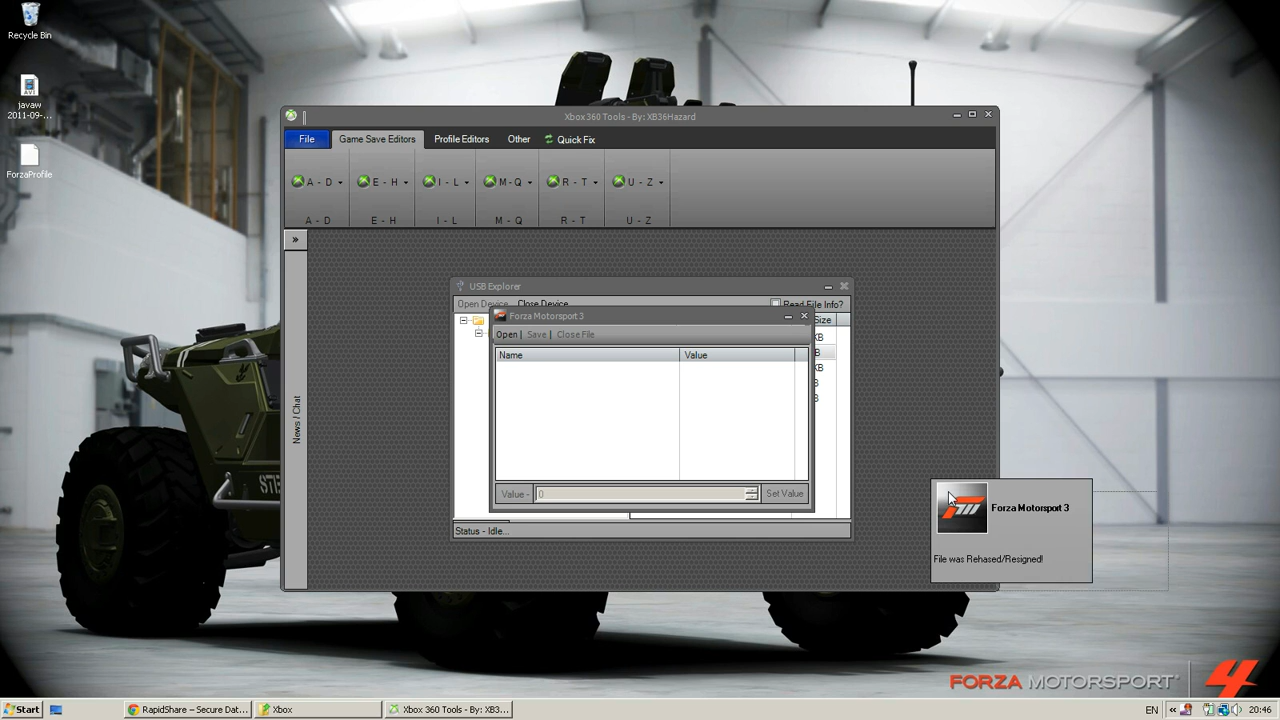 Recycle Bin
AVI
javaw
2011-09-...
ForzaProfile
Xbox 360 Tools - By: XB36Hazard
File
Game Save Editors
Profile Editors
Other
Quick Fix
A - D
E - H
I - L
M-Q
R - T
U - Z
A - D
E - H
I - L
M - Q
R - T
U - Z
»
News / Chat
USB Explorer
Open Device
Close Device
Read File Info?
Size
KB
B
KB
B
B
Forza Motorsport 3
Open
Save
Close File
Name
Value
Value -
0
Set Value
Status - Idle...
Forza Motorsport 3
File was Rehased/Resigned!
STE
FORZA MOTORSPORT 4
Start
RapidShare – Secure Dat...
Xbox
Xbox 360 Tools - By: XB3...
EN
«
20:46